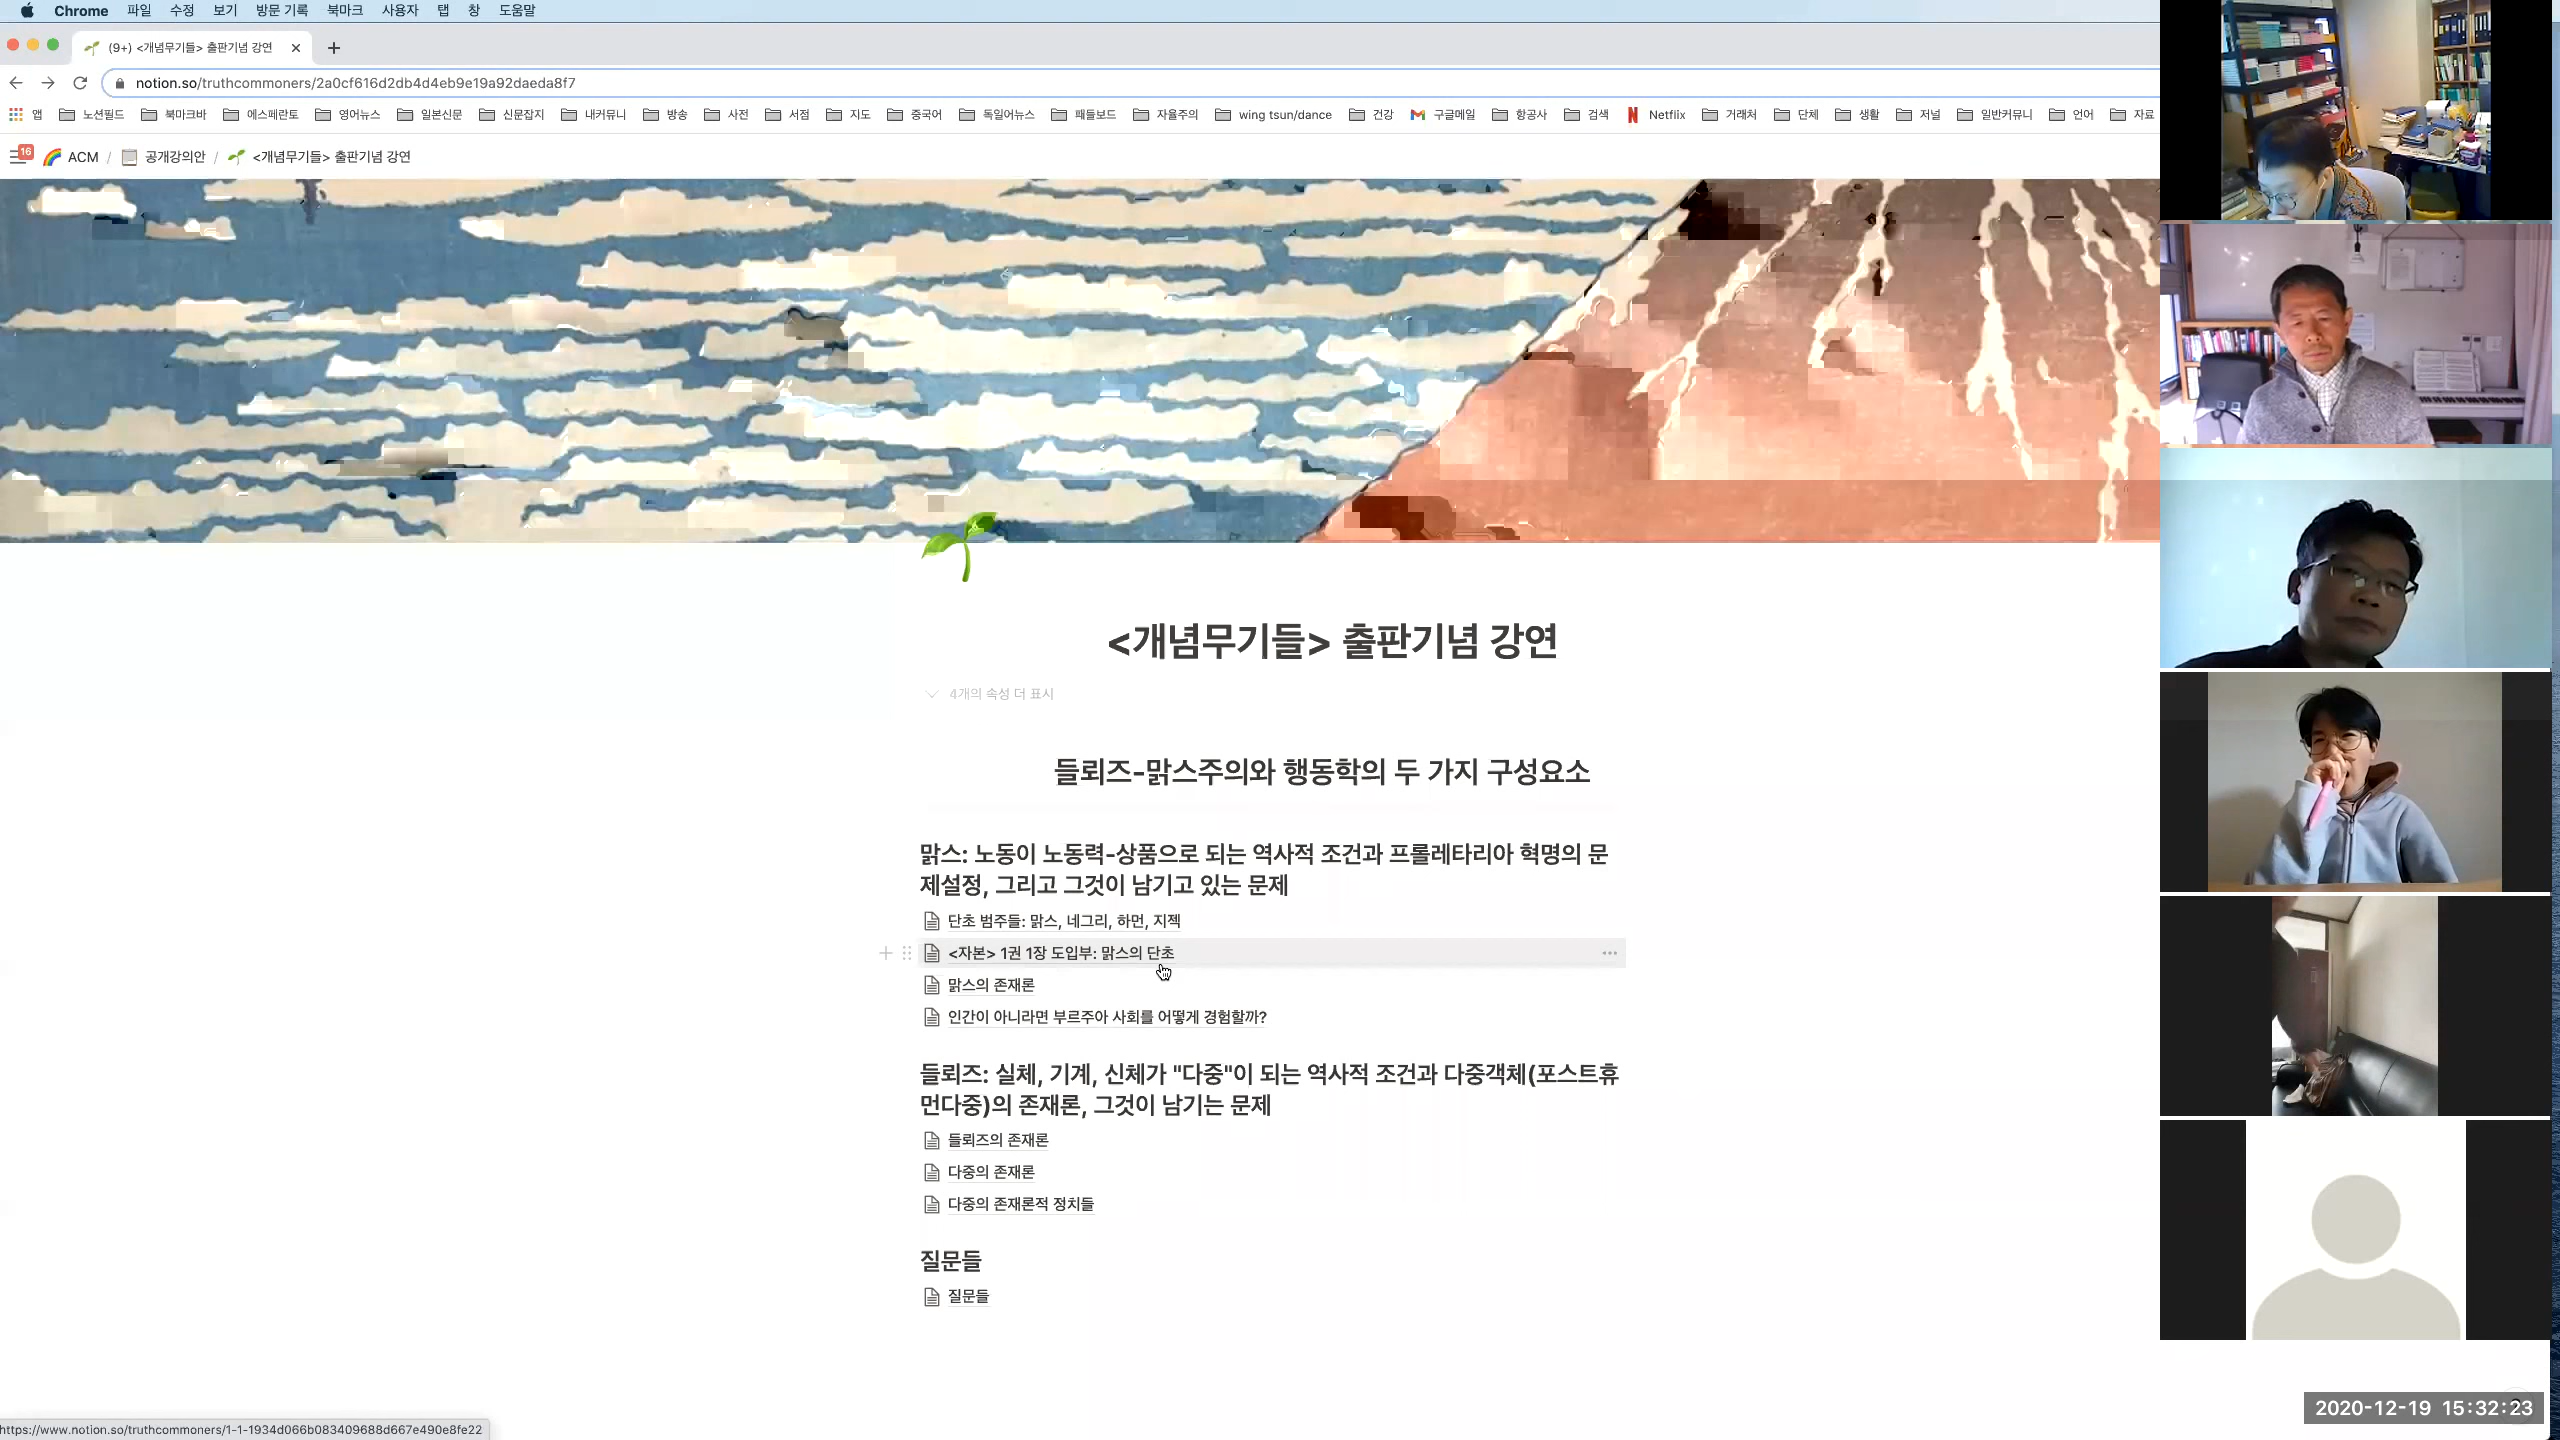 Chrome 파일 수정 보기 방문 기록 북마크 사용자 탭 창 도움말
(9+) <개념무기들> 출판기념 강연
notion.so/truthcommoners/2a0cf616d2db4d4eb9e19a92daeda8f7
앱 노션필드 북마크바 에스페란토 영어뉴스 일본신문 신문잡지 내커뮤니 방송 사전 서점 지도 중국어 독일어뉴스 패들보드 자율주의 wing tsun/dance 건강 구글메일 항공사 검색 Netflix 거래처 단체 생활 저널 일반커뮤니 언어 자료
16 ACM / 공개강의안 / <개념무기들> 출판기념 강연
<개념무기들> 출판기념 강연
4개의 속성 더 표시
들뢰즈-맑스주의와 행동학의 두 가지 구성요소
맑스: 노동이 노동력-상품으로 되는 역사적 조건과 프롤레타리아 혁명의 문
제설정, 그리고 그것이 남기고 있는 문제
단초 범주들: 맑스, 네그리, 하먼, 지젝
<자본> 1권 1장 도입부: 맑스의 단초
맑스의 존재론
인간이 아니라면 부르주아 사회를 어떻게 경험할까?
들뢰즈: 실체, 기계, 신체가 "다중"이 되는 역사적 조건과 다중객체(포스트휴
먼다중)의 존재론, 그것이 남기는 문제
들뢰즈의 존재론
다중의 존재론
다중의 존재론적 정치들
질문들
질문들
2020-12-19 15:32:23
https://www.notion.so/truthcommoners/1-1-1934d066b083409688d667e490e8fe22